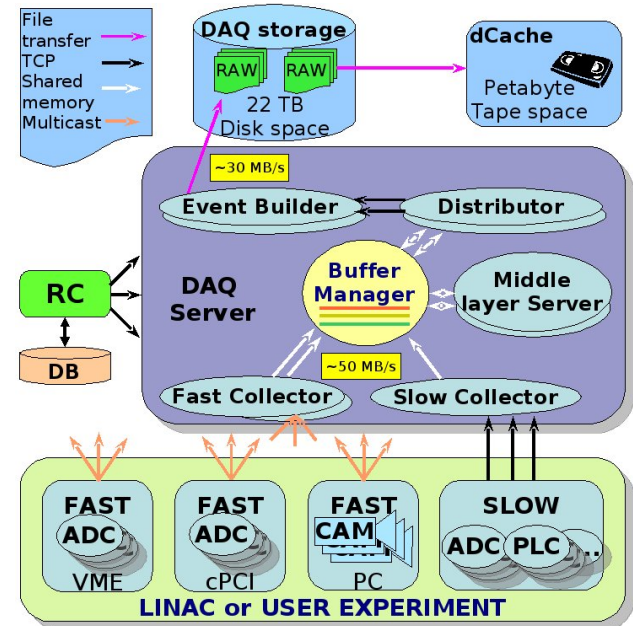 File
transfer
TCP
Shared
memory
Multicast
DAQ storage
RAW
RAW
22 TB
Disk space
dCache
Petabyte
Tape space
~30 MB/s
Event Builder
Distributor
Buffer
Manager
Middle
layer Server
DAQ
Server
RC
DB
~50 MB/s
Fast Collector
Slow Collector
FAST
ADC
VME
FAST
ADC
cPCI
FAST
CAM
PC
SLOW
ADC
PLC
..
LINAC or USER EXPERIMENT